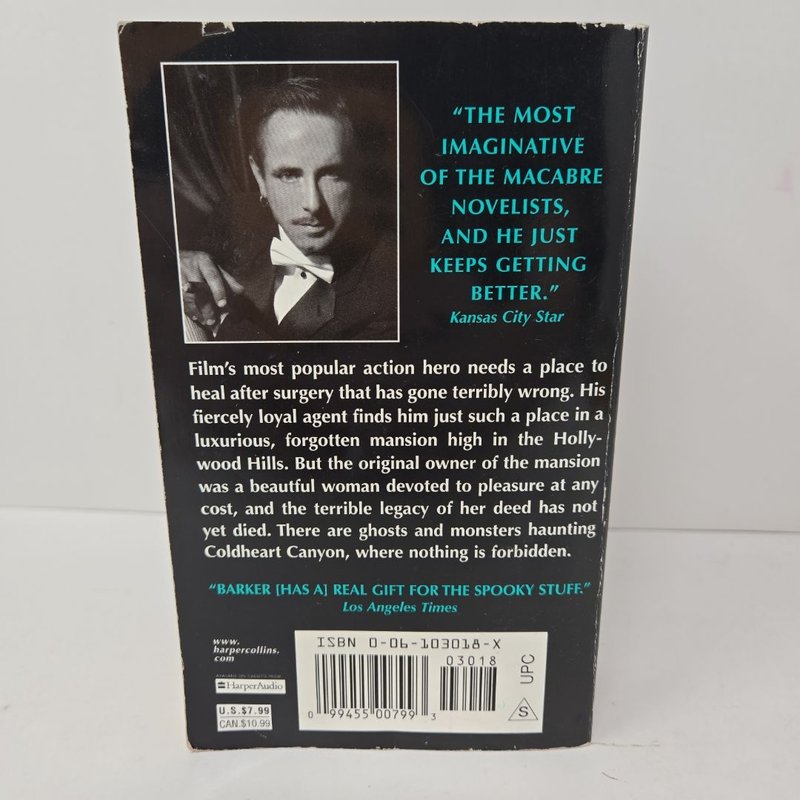 “THE MOST
IMAGINATIVE
OF THE MACABRE
NOVELISTS,
AND HE JUST
KEEPS GETTING
BETTER.”
Kansas City Star
Film’s most popular action hero needs a place to
heal after surgery that has gone terribly wrong. His
fiercely loyal agent finds him just such a place in a
luxurious, forgotten mansion high in the Holly-
wood Hills. But the original owner of the mansion
was a beautful woman devoted to pleasure at any
cost, and the terrible legacy of her deed has not
yet died. There are ghosts and monsters haunting
Coldheart Canyon, where nothing is forbidden.
“BARKER [HAS A] REAL GIFT FOR THE SPOOKY STUFF.”
Los Angeles Times
www.
harpercollins.
com
HarperAudio
U.S.$7.99
CAN.$10.99
ISBN 0-06-103018-X
03018
0 99455 00799 3
UPC
S